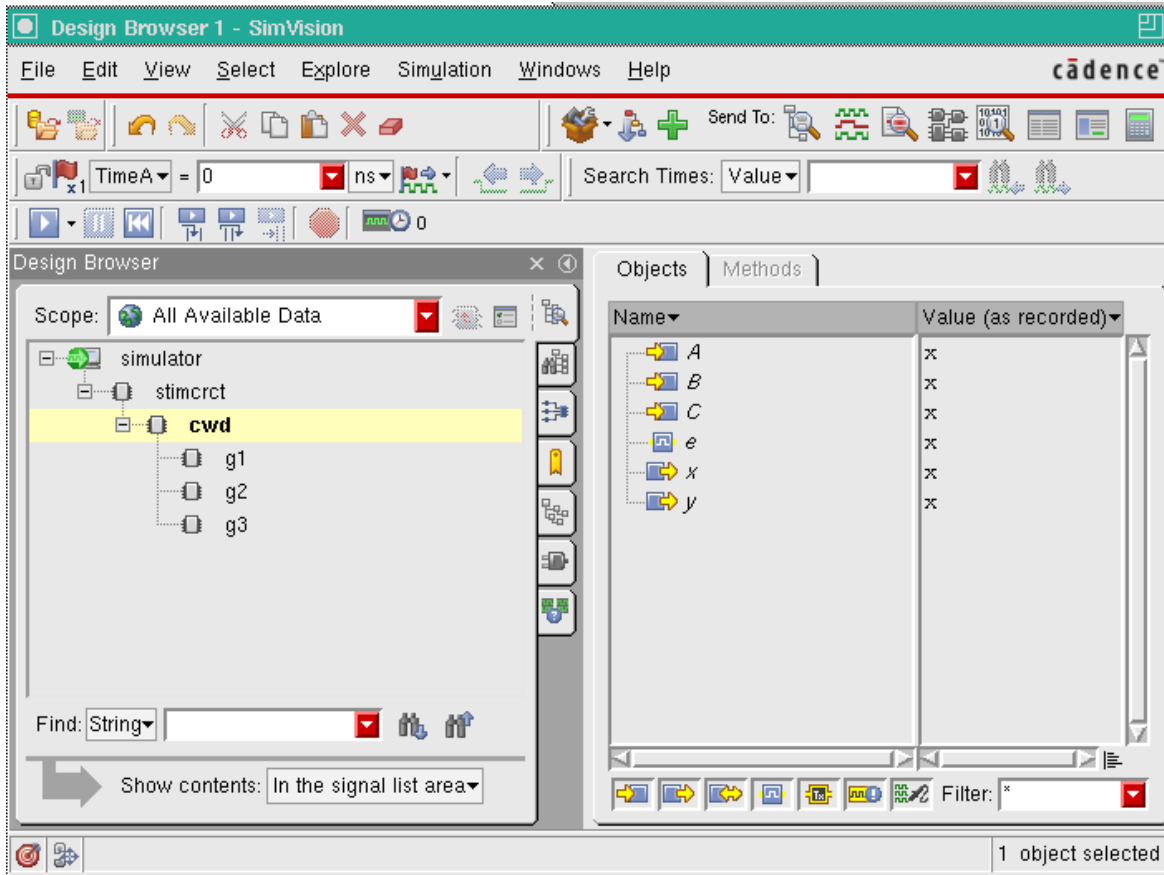 Design Browser 1 - SimVision
File Edit View Select Explore Simulation Windows Help cādence
Send To:
x1 TimeA = 0 ns Search Times: Value
0
Design Browser
Objects Methods
Scope: All Available Data
Name Value (as recorded)
simulator
stimcrct
cwd
g1
g2
g3
A x
B x
C x
e x
x x
y x
Find: String
Show contents: In the signal list area
Filter: *
1 object selected